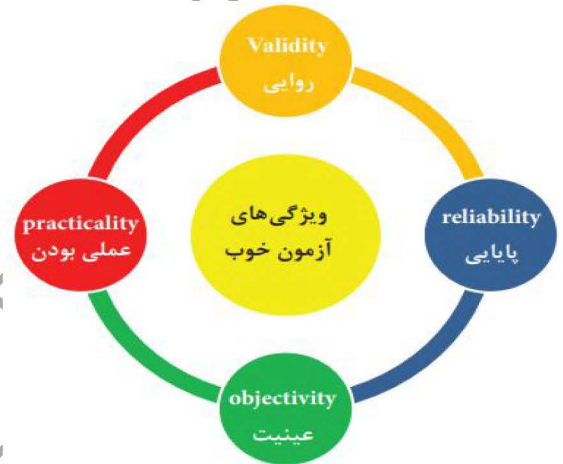 Validity
روایی
practicality
عملی بودن
ویژگی‌های
آزمون خوب
reliability
پایایی
objectivity
عینیت